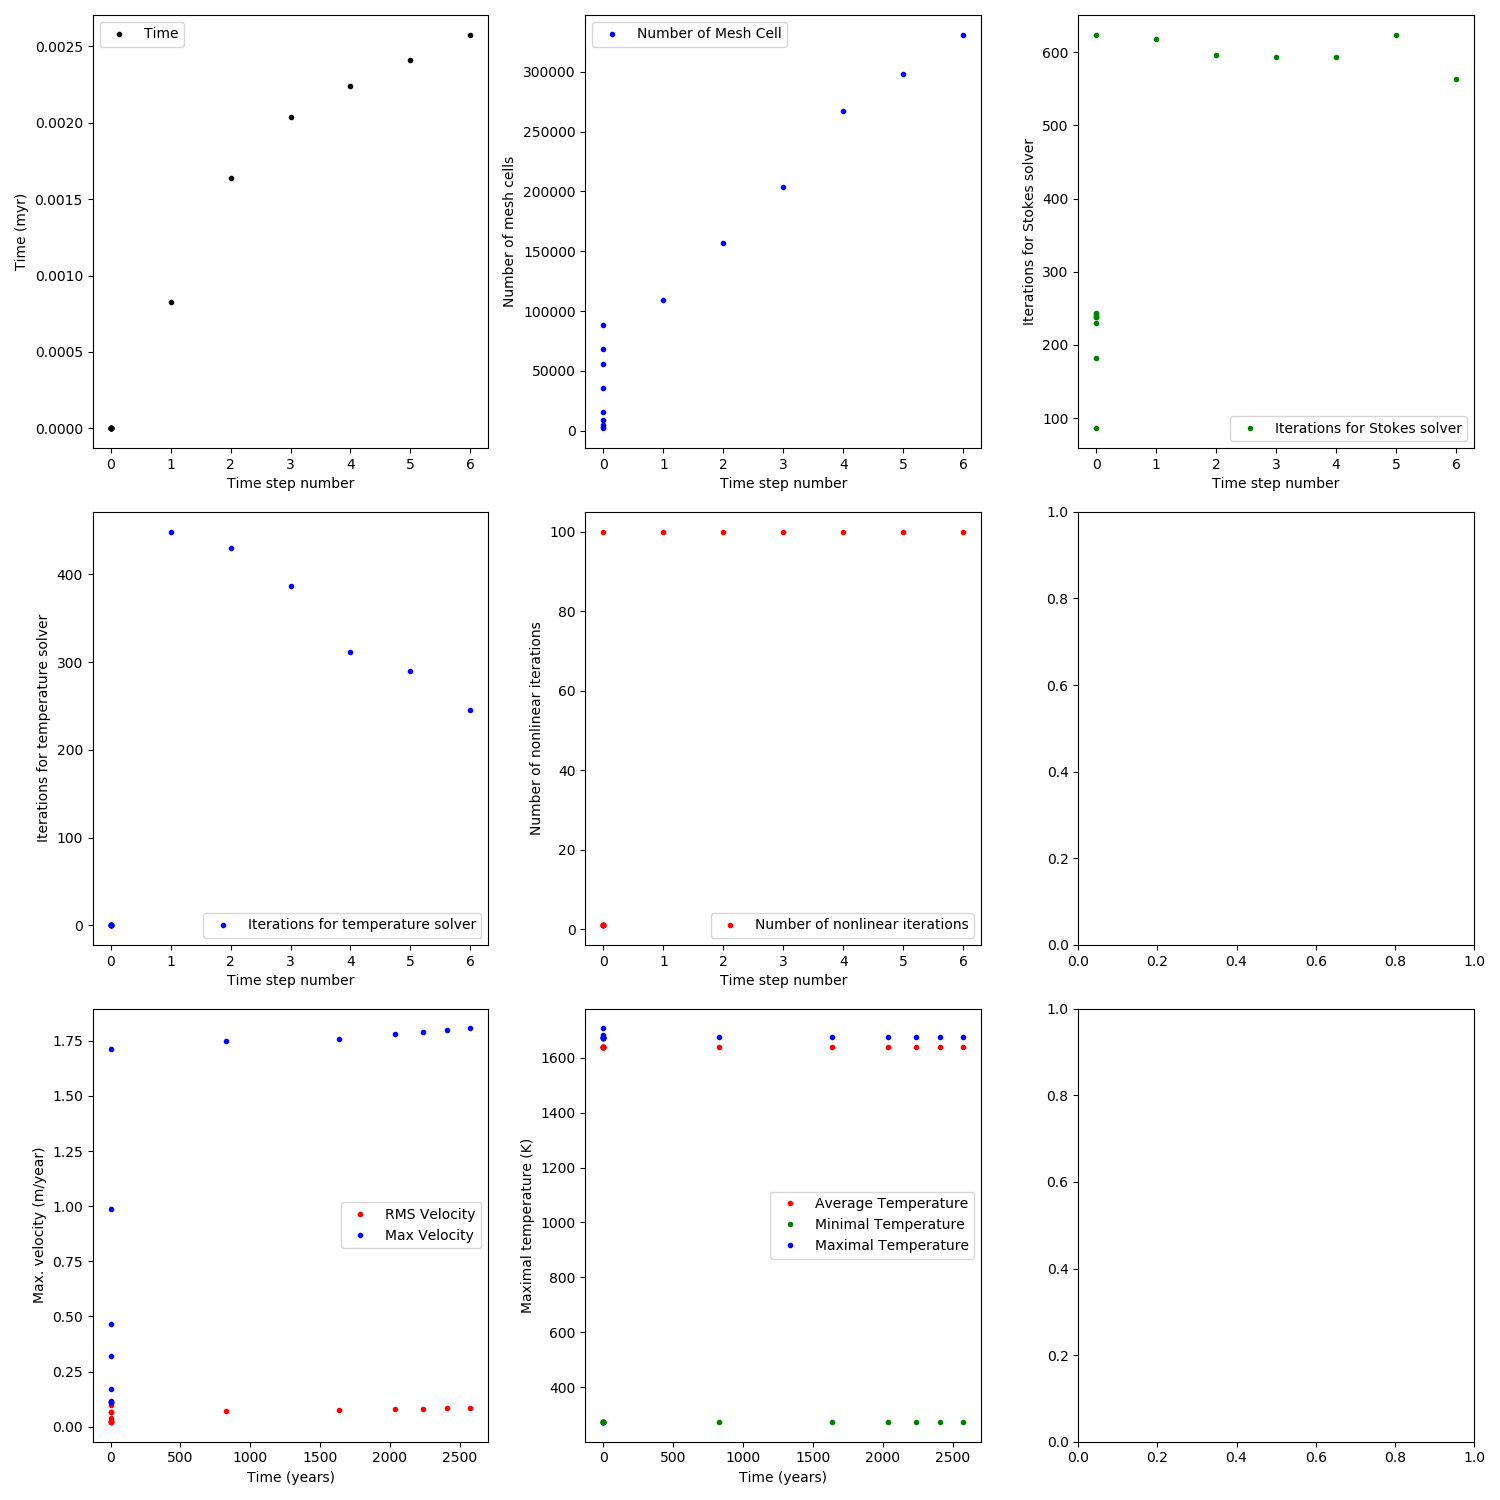 Time
0.0025
0.0020
0.0015
0.0010
0.0005
0.0000
Time (myr)
0 1 2 3 4 5 6
Time step number
Number of Mesh Cell
300000
250000
200000
150000
100000
50000
0
Number of mesh cells
0 1 2 3 4 5 6
Time step number
600
500
400
300
200
100
Iterations for Stokes solver
Iterations for Stokes solver
0 1 2 3 4 5 6
Time step number
400
300
200
100
0
Iterations for temperature solver
Iterations for temperature solver
0 1 2 3 4 5 6
Time step number
100
80
60
40
20
0
Number of nonlinear iterations
Number of nonlinear iterations
0 1 2 3 4 5 6
Time step number
1.0
0.8
0.6
0.4
0.2
0.0
0.0 0.2 0.4 0.6 0.8 1.0
1.75
1.50
1.25
1.00
0.75
0.50
0.25
0.00
Max. velocity (m/year)
RMS Velocity
Max Velocity
0 500 1000 1500 2000 2500
Time (years)
1600
1400
1200
1000
800
600
400
Maximal temperature (K)
Average Temperature
Minimal Temperature
Maximal Temperature
0 500 1000 1500 2000 2500
Time (years)
1.0
0.8
0.6
0.4
0.2
0.0
0.0 0.2 0.4 0.6 0.8 1.0